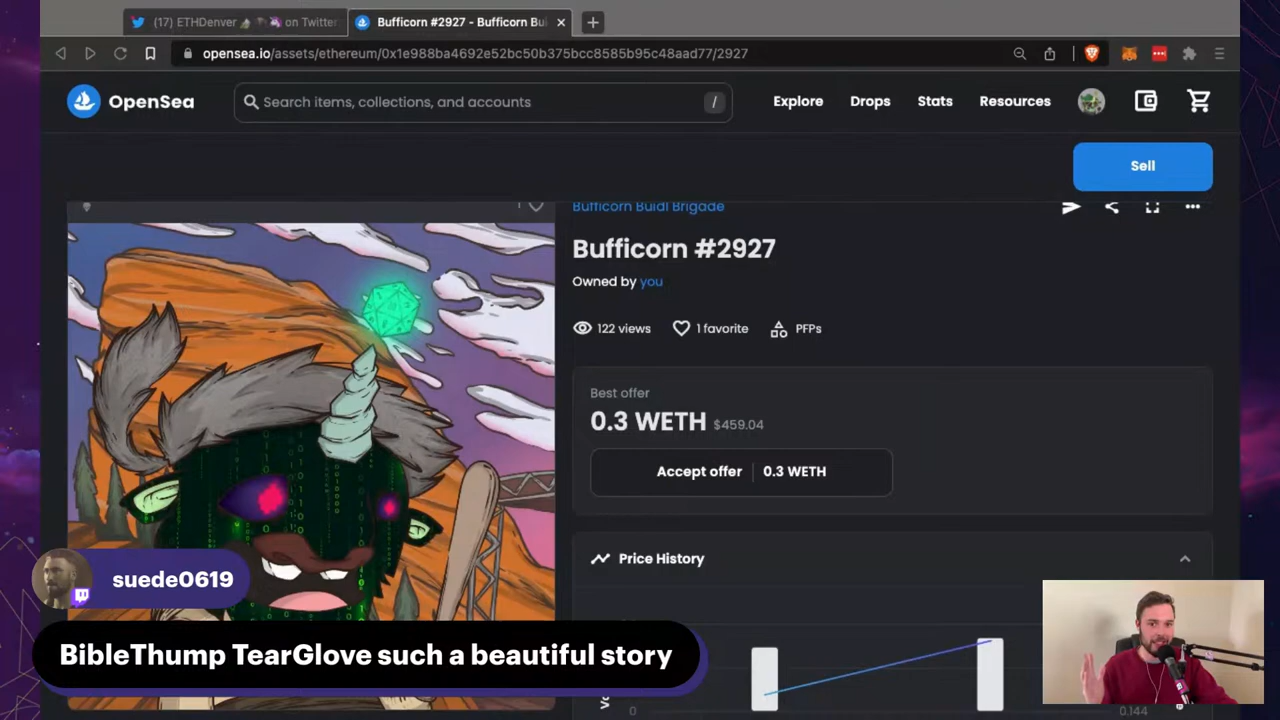 (17) ETHDenver on Twitter
Bufficorn #2927 - Bufficorn Bui
opensea.io/assets/ethereum/0x1e988ba4692e52bc50b375bcc8585b95c48aad77/2927
OpenSea
Search items, collections, and accounts
/
Explore
Drops
Stats
Resources
Sell
1
Bufficorn Buidl Brigade
Bufficorn #2927
Owned by you
122 views
1 favorite
PFPs
Best offer
0.3 WETH $459.04
Accept offer 0.3 WETH
Price History
0
0.144
suede0619
BibleThump TearGlove such a beautiful story